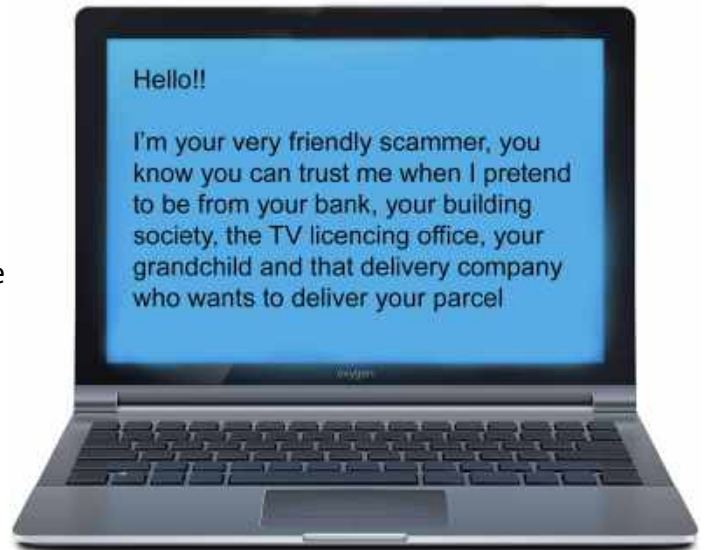 Hello!!
I'm your very friendly scammer, you
know you can trust me when I pretend
to be from your bank, your building
society, the TV licencing office, your
grandchild and that delivery company
who wants to deliver your parcel
e